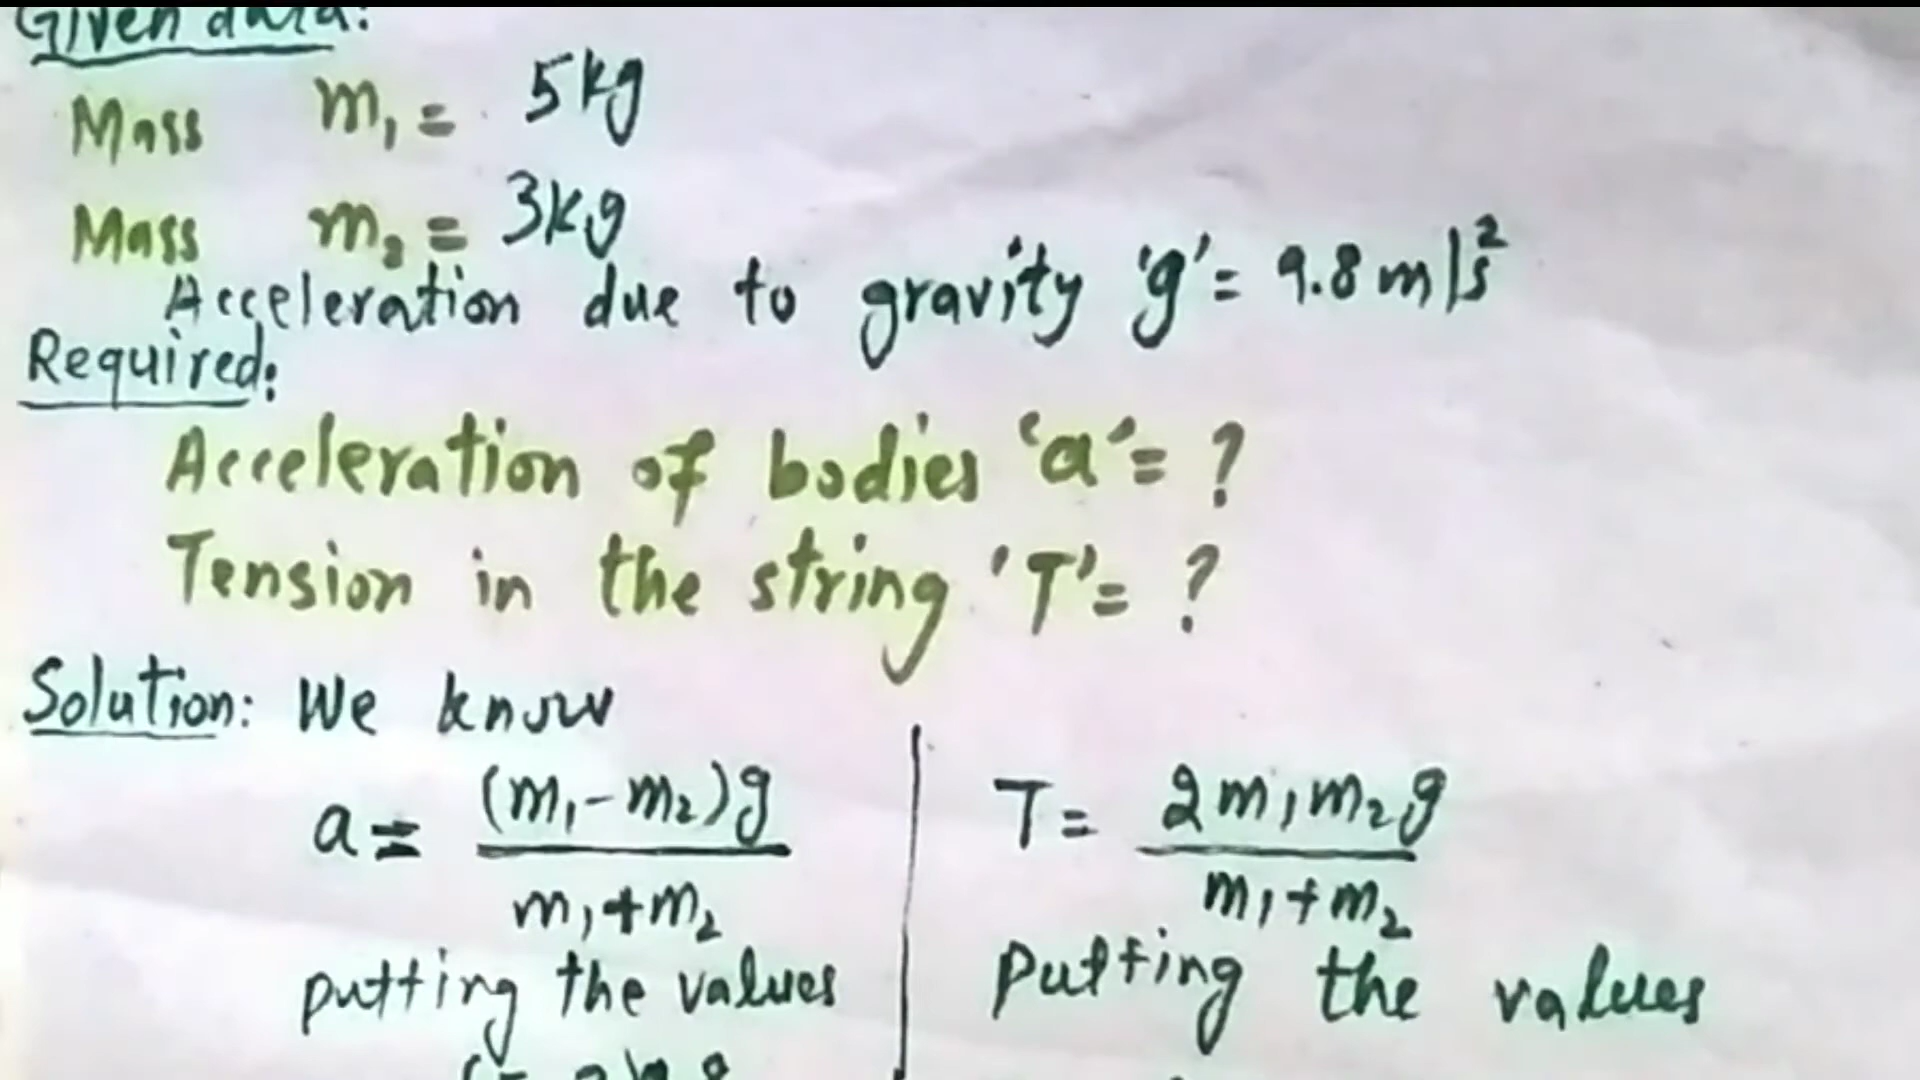 Given data:
Mass m₁ = 5kg
Mass m₂ = 3kg
Acceleration due to gravity 'g' = 9.8 m/s²
Required:
Acceleration of bodies 'a' = ?
Tension in the string 'T' = ?
Solution: We know
a = (m₁ - m₂)g / m₁ + m₂
putting the values
T = 2m₁m₂g / m₁ + m₂
Putting the values